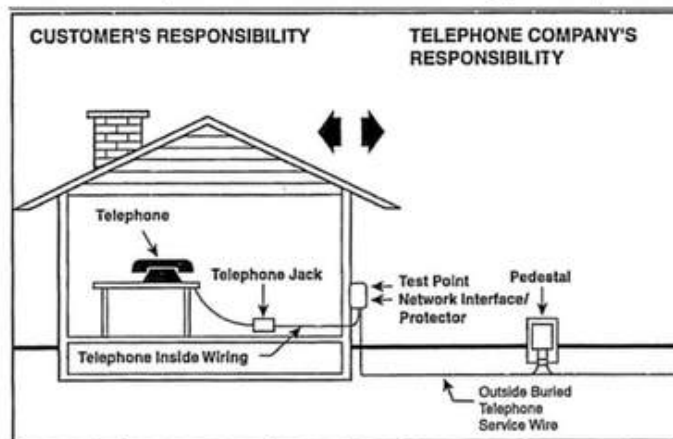 CUSTOMER'S RESPONSIBILITY
TELEPHONE COMPANY'S
RESPONSIBILITY
Telephone
Telephone Jack
Test Point
Network Interface/
Protector
Pedestal
Telephone Inside Wiring
Outside Buried
Telephone
Service Wire